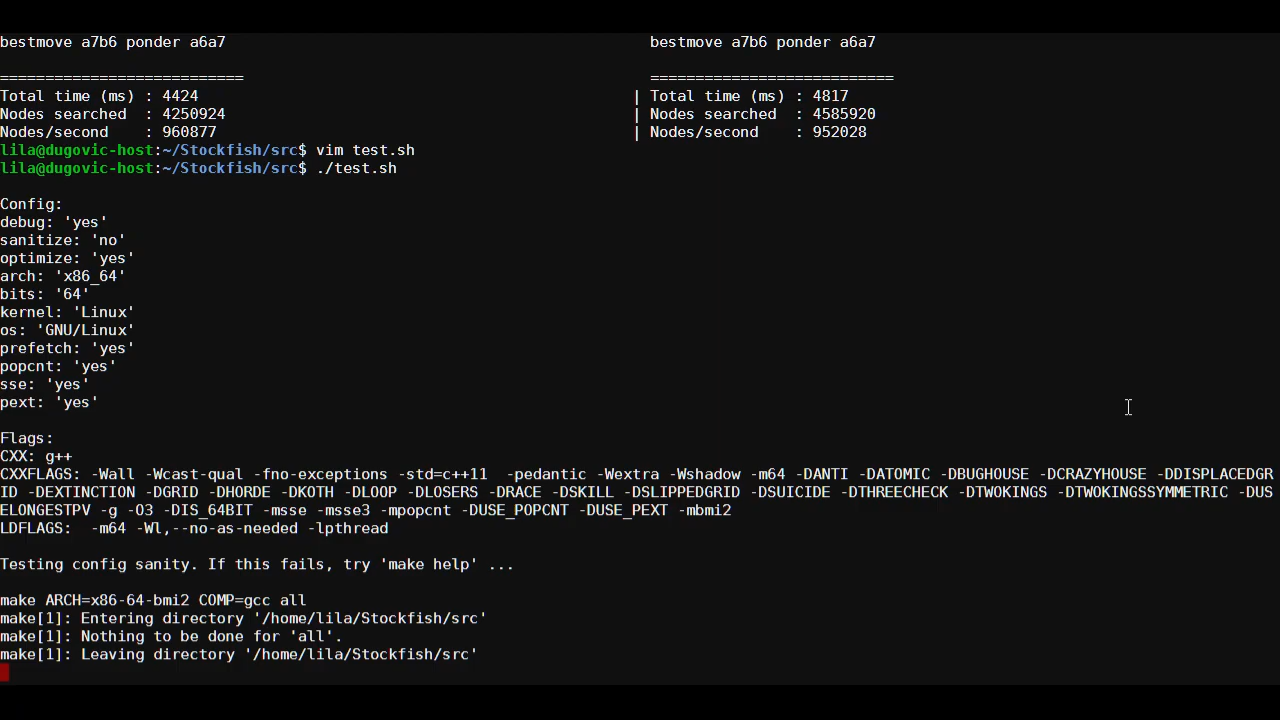 bestmove a7b6 ponder a6a7                                               bestmove a7b6 ponder a6a7
===========================                                             ===========================
Total time (ms) : 4424                                                | Total time (ms) : 4817
Nodes searched  : 4250924                                             | Nodes searched  : 4585920
Nodes/second    : 960877                                              | Nodes/second    : 952028
lila@dugovic-host:~/Stockfish/src$ vim test.sh
lila@dugovic-host:~/Stockfish/src$ ./test.sh
Config:
debug: 'yes'
sanitize: 'no'
optimize: 'yes'
arch: 'x86_64'
bits: '64'
kernel: 'Linux'
os: 'GNU/Linux'
prefetch: 'yes'
popcnt: 'yes'
sse: 'yes'
pext: 'yes'
Flags:
CXX: g++
CXXFLAGS: -Wall -Wcast-qual -fno-exceptions -std=c++11  -pedantic -Wextra -Wshadow -m64 -DANTI -DATOMIC -DBUGHOUSE -DCRAZYHOUSE -DDISPLACEDGR
ID -DEXTINCTION -DGRID -DHORDE -DKOTH -DLOOP -DLOSERS -DRACE -DSKILL -DSLIPPEDGRID -DSUICIDE -DTHREECHECK -DTWOKINGS -DTWOKINGSSYMMETRIC -DUS
ELONGESTPV -g -O3 -DIS_64BIT -msse -msse3 -mpopcnt -DUSE_POPCNT -DUSE_PEXT -mbmi2
LDFLAGS:  -m64 -Wl,--no-as-needed -lpthread
Testing config sanity. If this fails, try 'make help' ...
make ARCH=x86-64-bmi2 COMP=gcc all
make[1]: Entering directory '/home/lila/Stockfish/src'
make[1]: Nothing to be done for 'all'.
make[1]: Leaving directory '/home/lila/Stockfish/src'